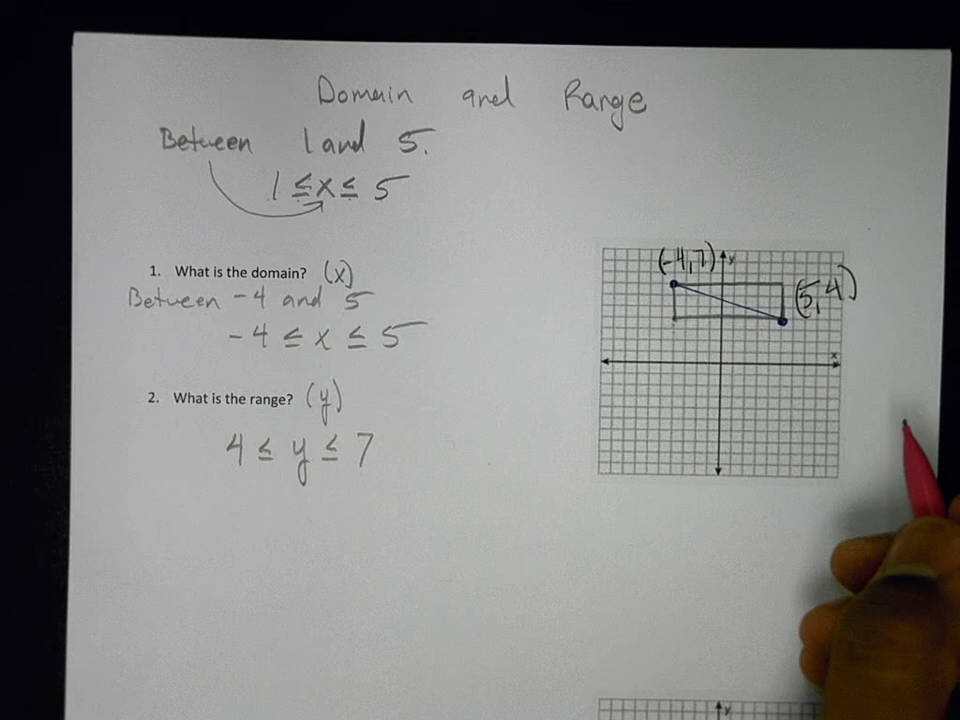 Domain and Range
Between 1 and 5.
1 ≤ x ≤ 5
1. What is the domain? (x)
Between -4 and 5
-4 ≤ x ≤ 5
2. What is the range? (y)
4 ≤ y ≤ 7
(-4,7)
y
(5,4)
x
y